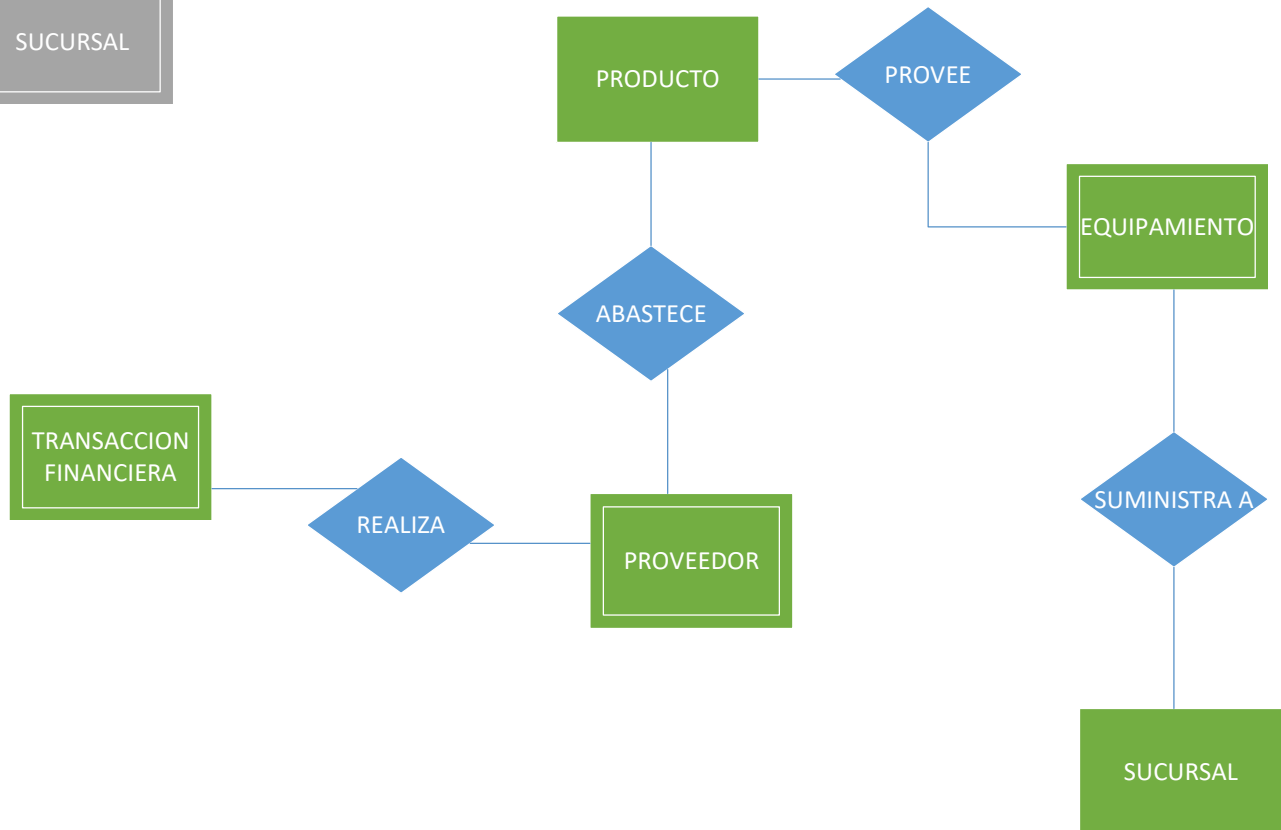 SUCURSAL
PRODUCTO
PROVEE
EQUIPAMIENTO
ABASTECE
TRANSACCION
FINANCIERA
REALIZA
PROVEEDOR
SUMINISTRA A
SUCURSAL